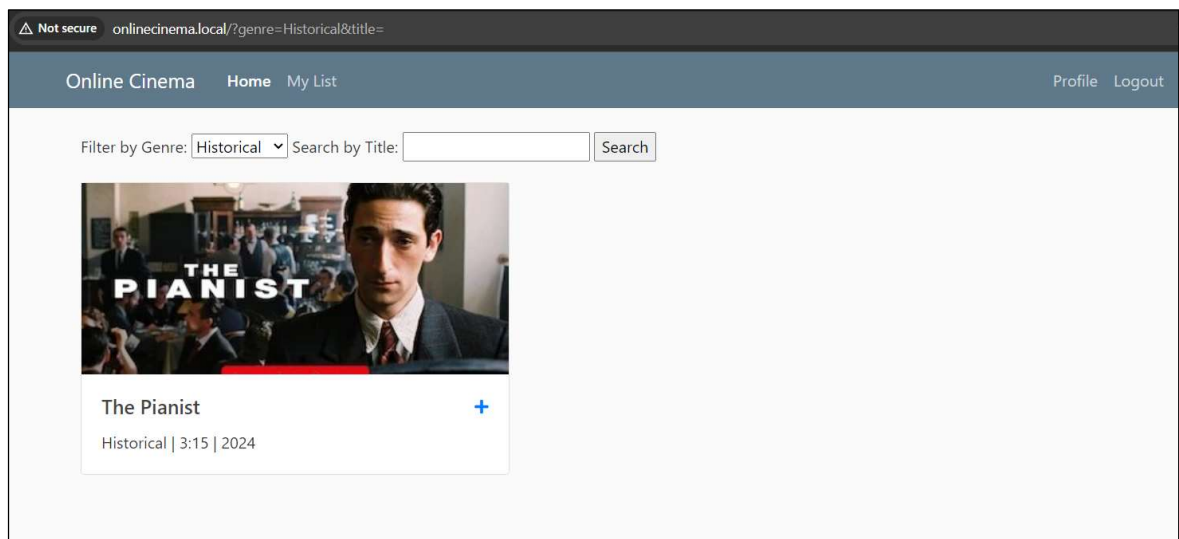 Not secure onlinecinema.local/?genre=Historical&title=
Online Cinema Home My List Profile Logout
Filter by Genre: Historical Search by Title: Search
THE
PIANIST
The Pianist +
Historical | 3:15 | 2024